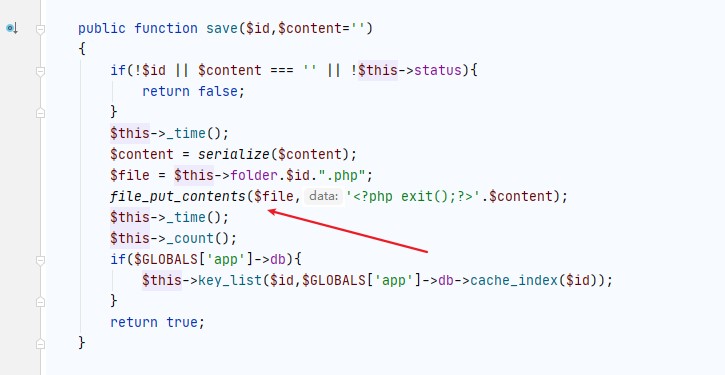 public function save($id,$content='')
{
if(!$id || $content === '' || !$this->status){
return false;
}
$this->_time();
$content = serialize($content);
$file = $this->folder.$id.".php";
file_put_contents($file, data: '<?php exit();?>'.$content);
$this->_time();
$this->_count();
if($GLOBALS['app']->db){
$this->key_list($id,$GLOBALS['app']->db->cache_index($id));
}
return true;
}